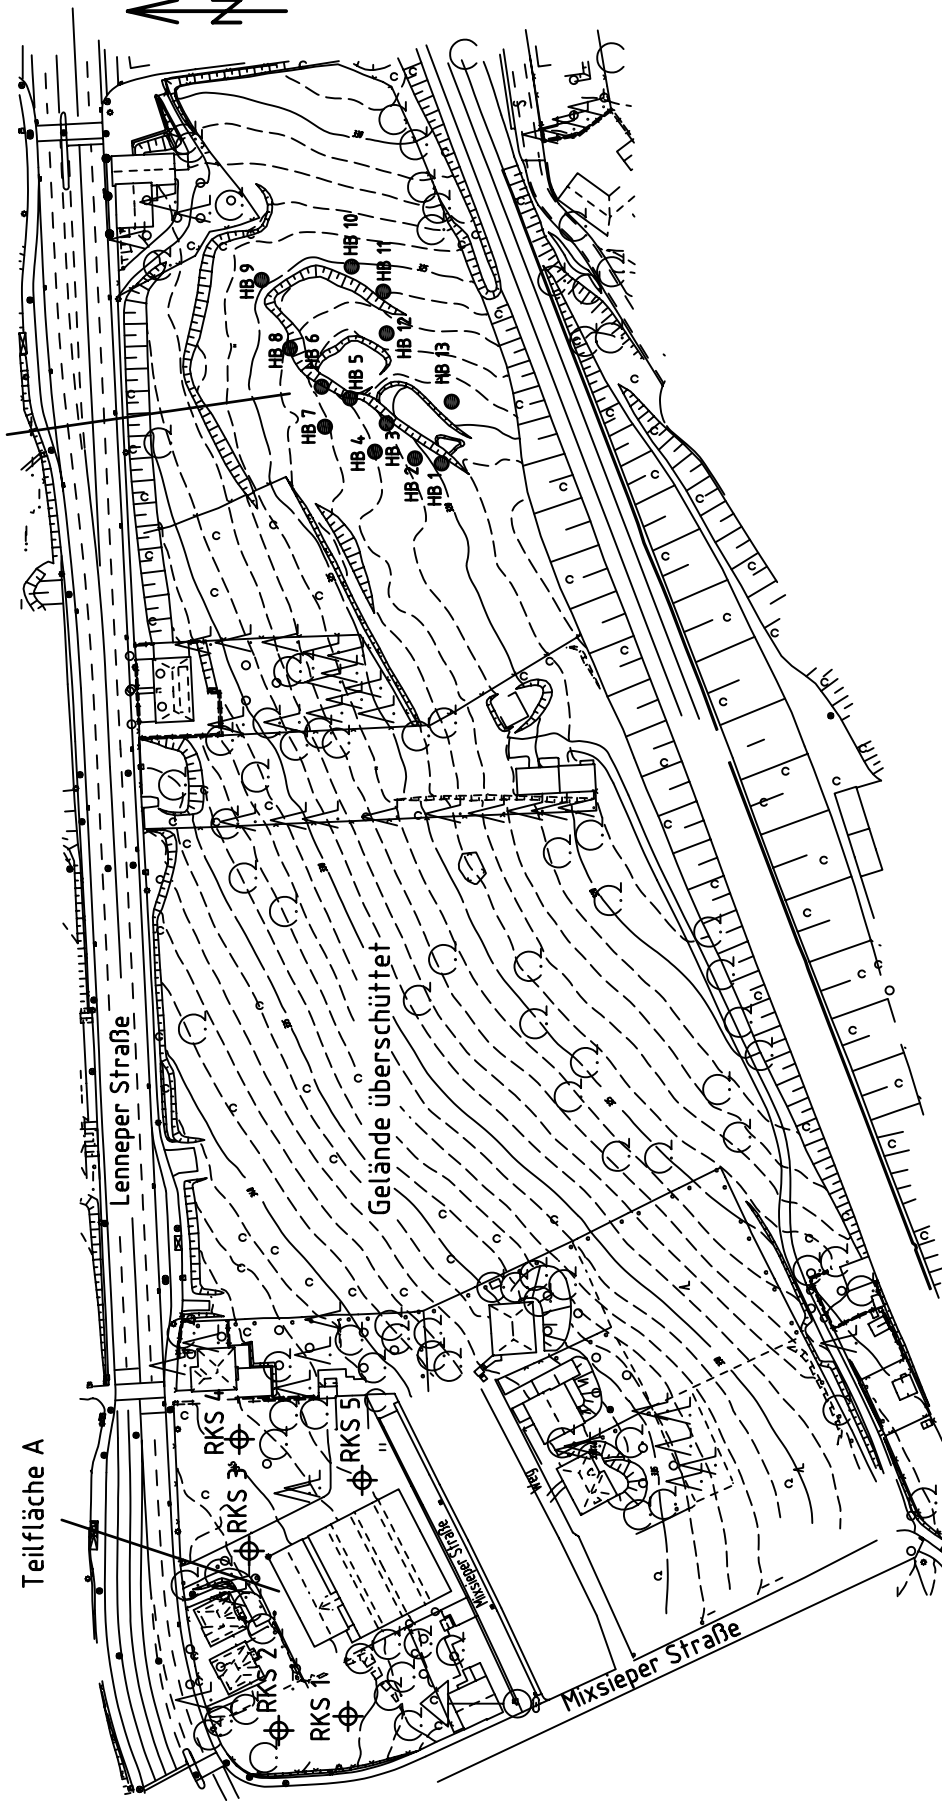 N
HB 10
HB 11
HB 9
HB 12
HB 8
HB 6
HB 5
HB 13
HB 7
HB 4
HB 3
HB 2
HB 1
Lenneper Straße
Gelände überschüttet
Teilfläche A
RKS 4
RKS 5
RKS 3
Weg
Mixsieper Straße
RKS 2
RKS 1
Mixsieper Straße